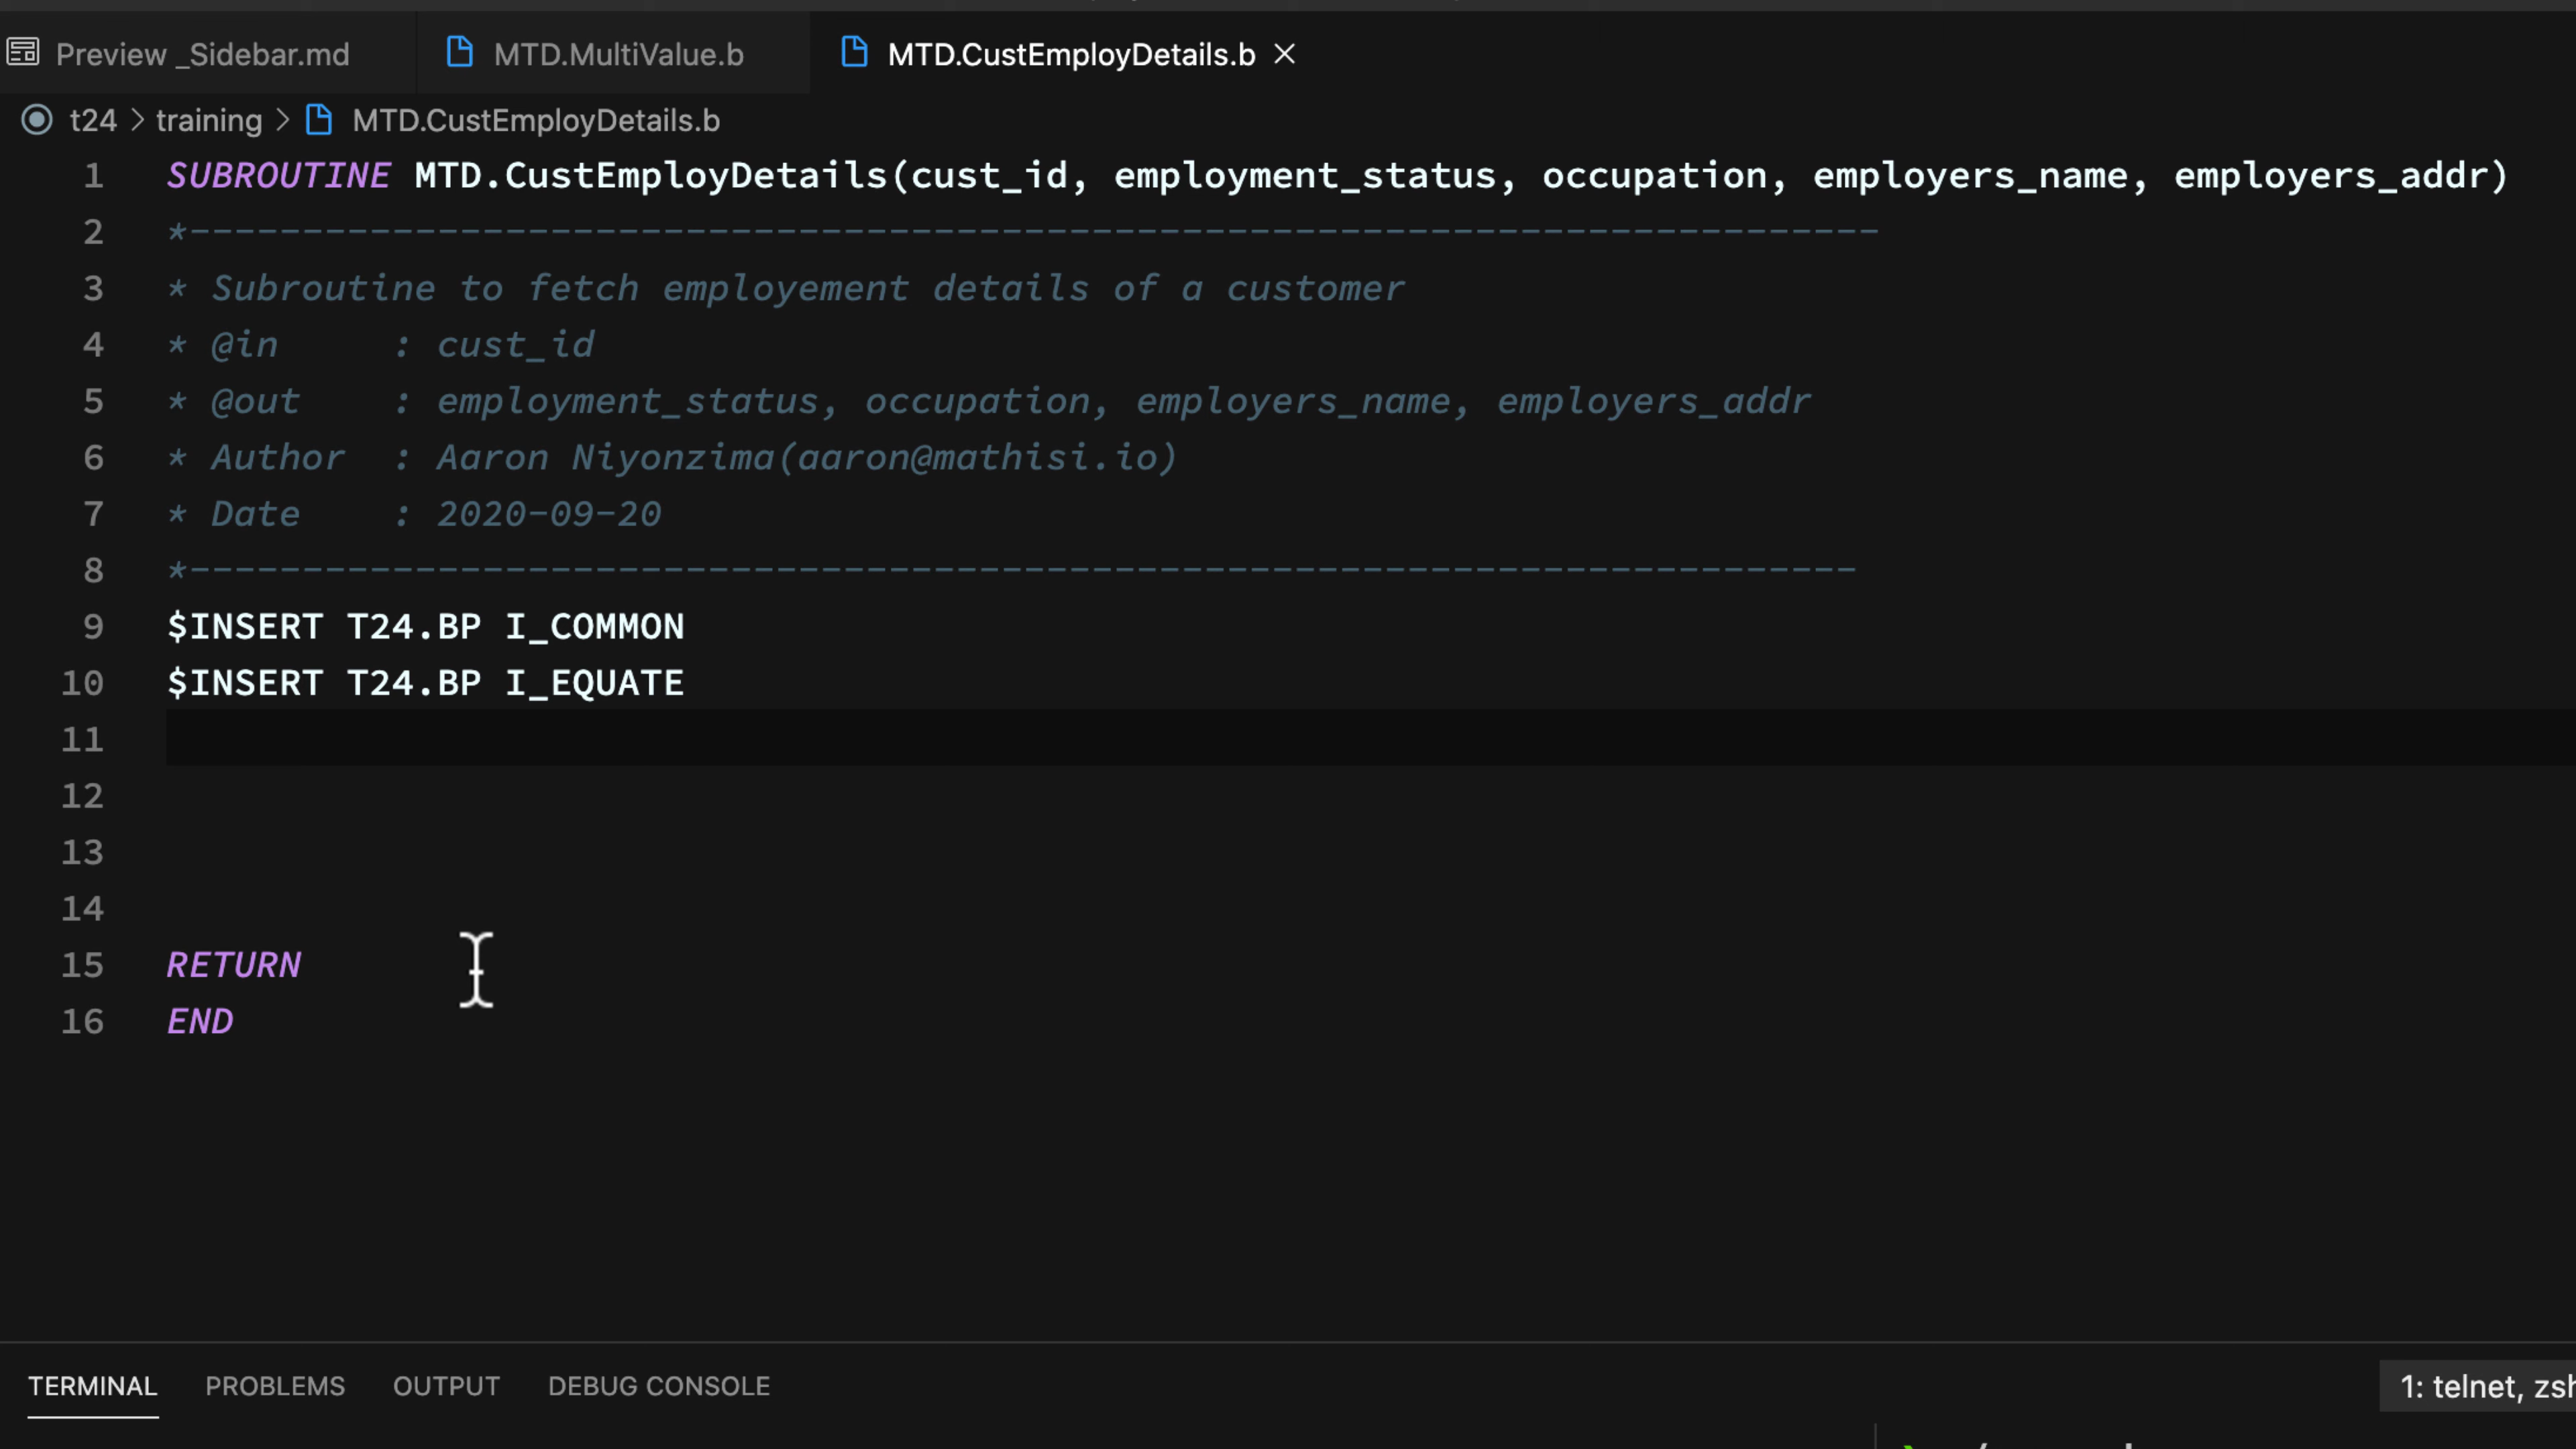 Preview _Sidebar.md MTD.MultiValue.b MTD.CustEmployDetails.b
t24 > training > MTD.CustEmployDetails.b
1 SUBROUTINE MTD.CustEmployDetails(cust_id, employment_status, occupation, employers_name, employers_addr)
2 *---------------------------------------------------------------------------
3 * Subroutine to fetch employement details of a customer
4 * @in : cust_id
5 * @out : employment_status, occupation, employers_name, employers_addr
6 * Author : Aaron Niyonzima(aaron@mathisi.io)
7 * Date : 2020-09-20
8 *--------------------------------------------------------------------------
9 $INSERT T24.BP I_COMMON
10 $INSERT T24.BP I_EQUATE
11
12
13
14
15 RETURN
16 END
TERMINAL PROBLEMS OUTPUT DEBUG CONSOLE 1: telnet, zsh